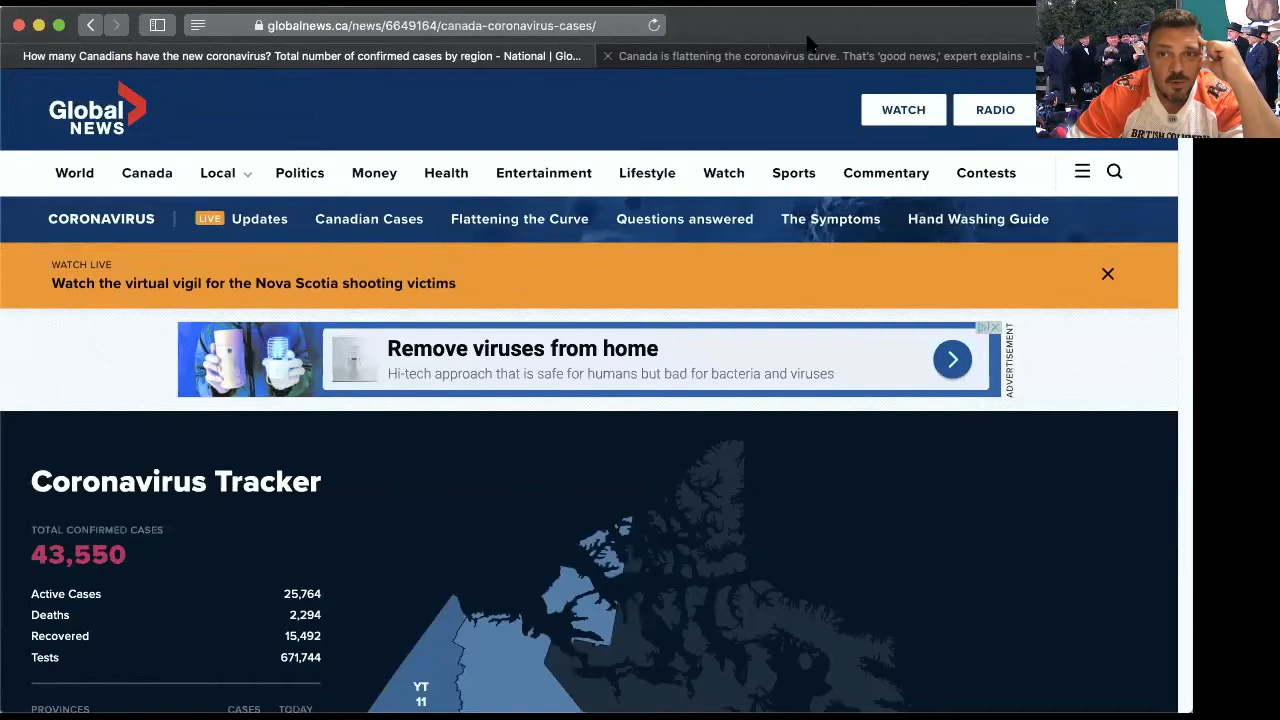 globalnews.ca/news/6649164/canada-coronavirus-cases/
How many Canadians have the new coronavirus? Total number of confirmed cases by region - National | Glo...
Canada is flattening the coronavirus curve. That's 'good news,' expert explains -
Global NEWS
WATCH
RADIO
BRITISH
World Canada Local Politics Money Health Entertainment Lifestyle Watch Sports Commentary Contests
CORONAVIRUS | LIVE Updates Canadian Cases Flattening the Curve Questions answered The Symptoms Hand Washing Guide
WATCH LIVE
Watch the virtual vigil for the Nova Scotia shooting victims
Remove viruses from home
Hi-tech approach that is safe for humans but bad for bacteria and viruses
ADVERTISEMENT
Coronavirus Tracker
TOTAL CONFIRMED CASES
43,550
Active Cases 25,764
Deaths 2,294
Recovered 15,492
Tests 671,744
PROVINCES CASES TODAY
YT
11